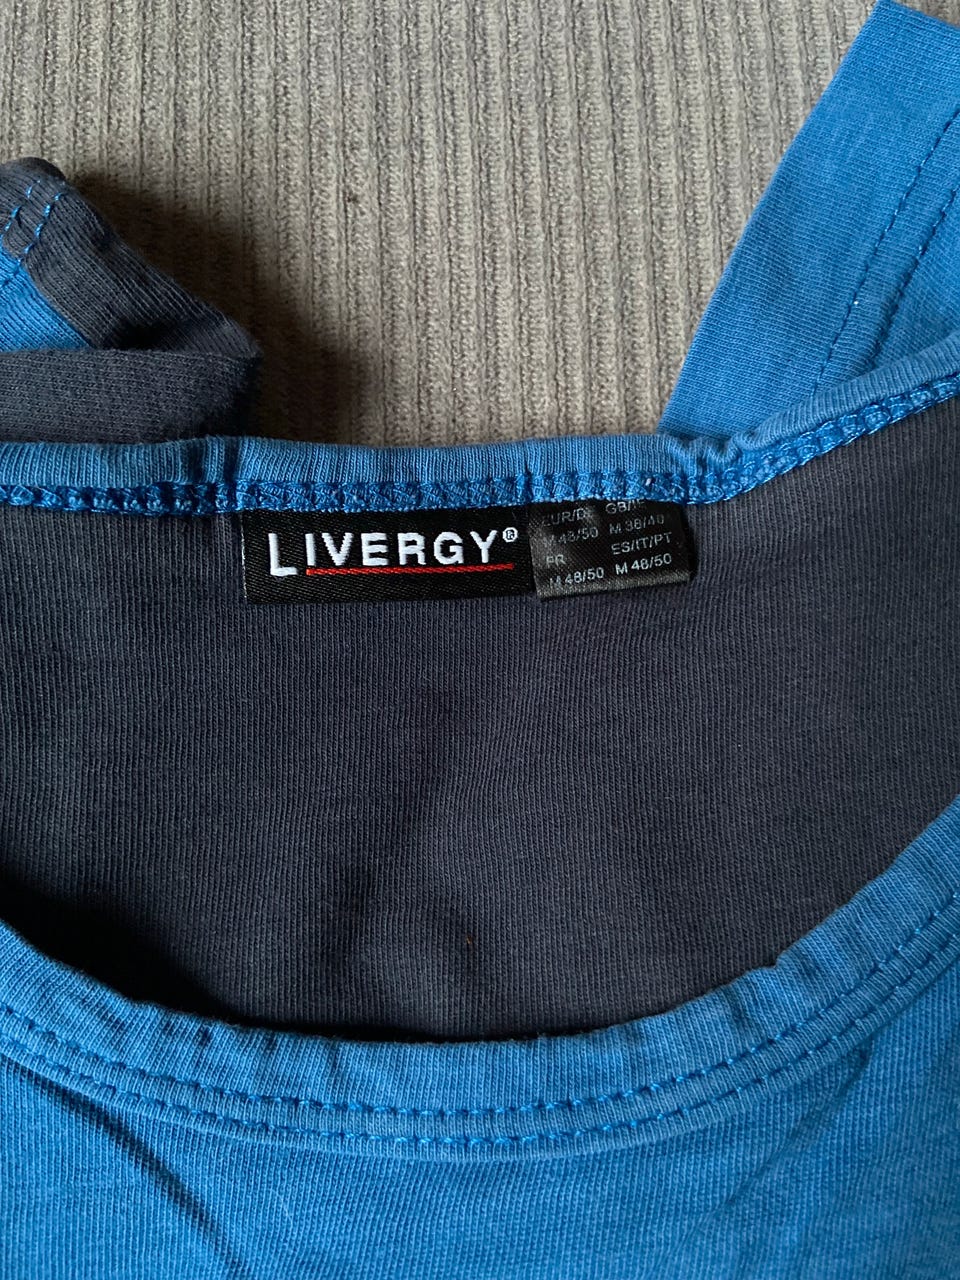 LIVERGY®
EUR/DE GB/IE
M 48/50 M 38/40
FR ES/IT/PT
M 48/50 M 48/50